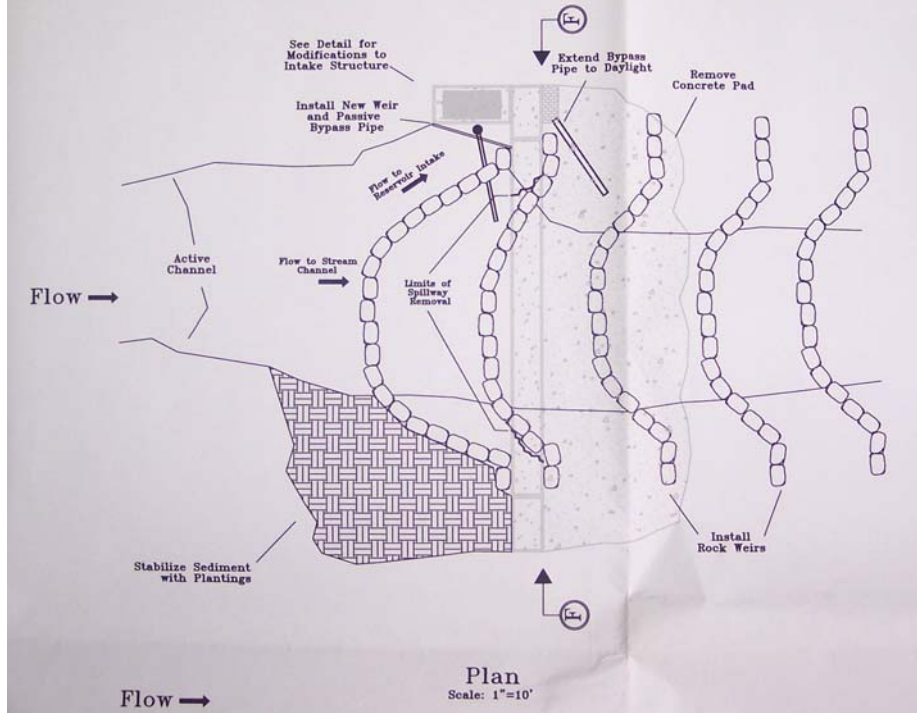 E
See Detail for
Modifications to
Intake Structure
Extend Bypass
Pipe to Daylight
Remove
Concrete Pad
Install New Weir
and Passive
Bypass Pipe
Flow to
Reservoir Intake
Active
Channel
Flow to Stream
Channel
Limits of
Spillway
Removal
Flow
Install
Rock Weirs
Stabilize Sediment
with Plantings
E
Plan
Scale: 1"=10'
Flow